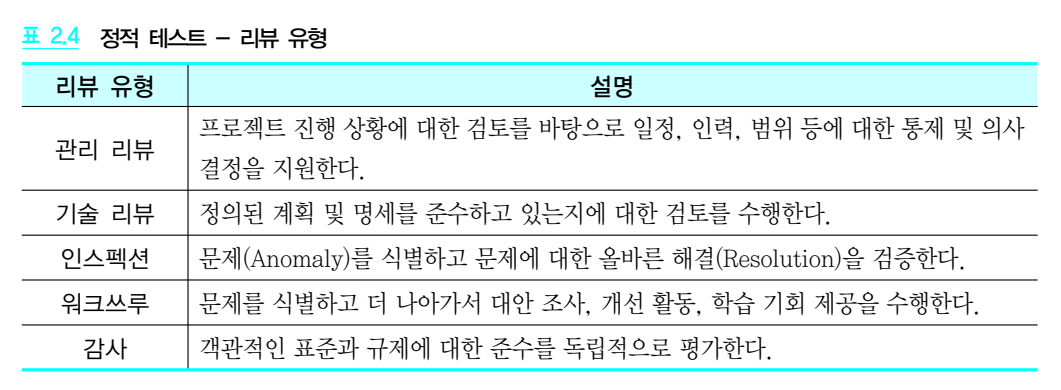 표 2.4 정적 테스트 - 리뷰 유형
리뷰 유형 설명
관리 리뷰 프로젝트 진행 상황에 대한 검토를 바탕으로 일정, 인력, 범위 등에 대한 통제 및 의사
결정을 지원한다.
기술 리뷰 정의된 계획 및 명세를 준수하고 있는지에 대한 검토를 수행한다.
인스펙션 문제(Anomaly)를 식별하고 문제에 대한 올바른 해결(Resolution)을 검증한다.
워크쓰루 문제를 식별하고 더 나아가서 대안 조사, 개선 활동, 학습 기회 제공을 수행한다.
감사 객관적인 표준과 규제에 대한 준수를 독립적으로 평가한다.